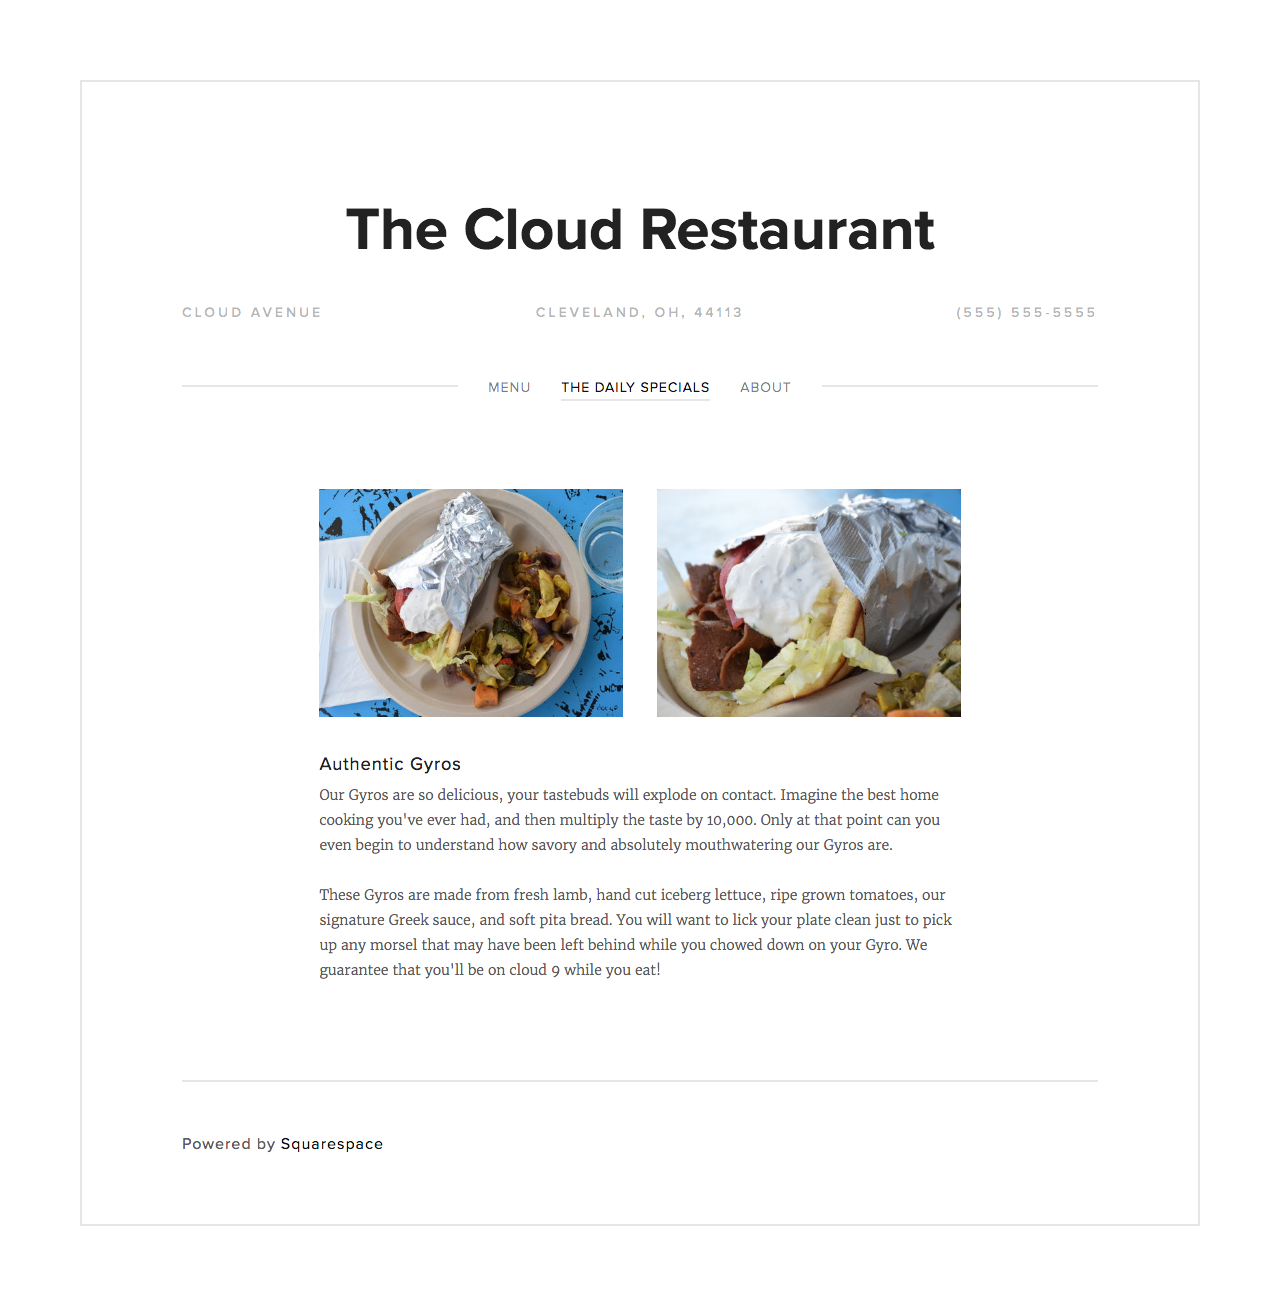 The Cloud Restaurant
CLOUD AVENUE
CLEVELAND, OH, 44113
(555) 555-5555
MENU
THE DAILY SPECIALS
ABOUT
Authentic Gyros
Our Gyros are so delicious, your tastebuds will explode on contact. Imagine the best home
cooking you've ever had, and then multiply the taste by 10,000. Only at that point can you
even begin to understand how savory and absolutely mouthwatering our Gyros are.
These Gyros are made from fresh lamb, hand cut iceberg lettuce, ripe grown tomatoes, our
signature Greek sauce, and soft pita bread. You will want to lick your plate clean just to pick
up any morsel that may have been left behind while you chowed down on your Gyro. We
guarantee that you'll be on cloud 9 while you eat!
Powered by Squarespace